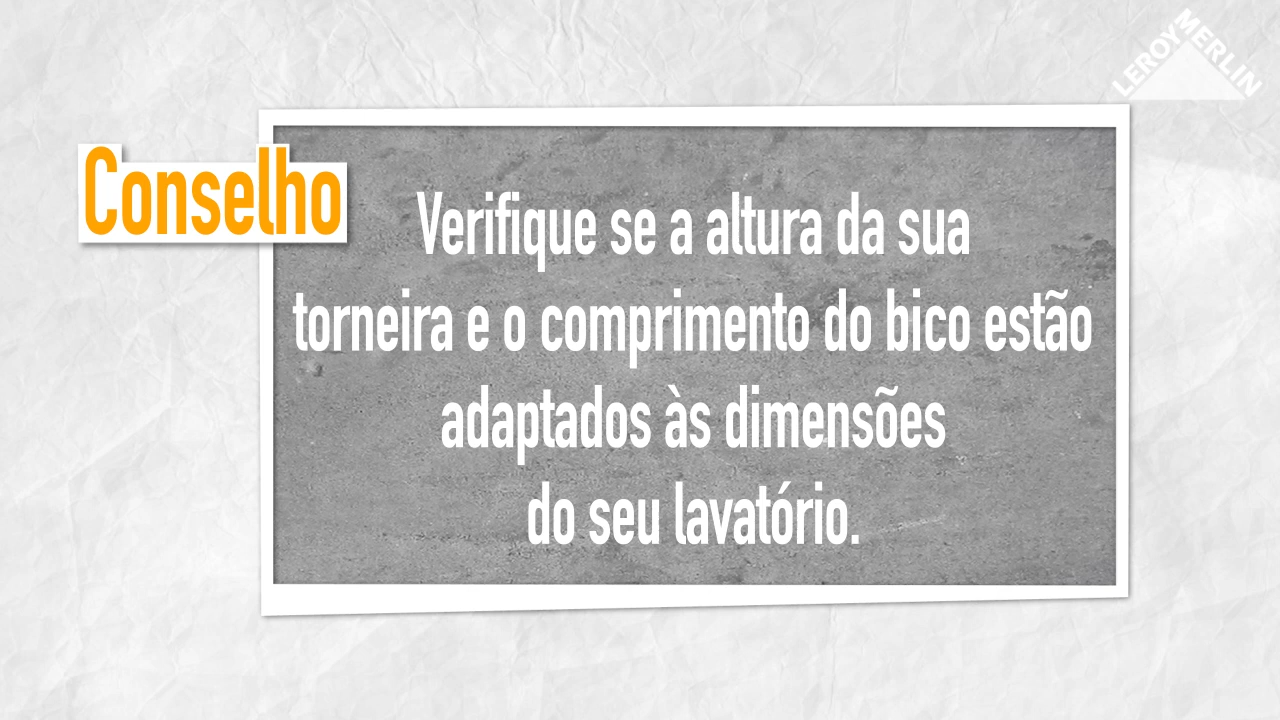 LEROY MERLIN
Conselho
Verifique se a altura da sua
torneira e o comprimento do bico estão
adaptados às dimensões
do seu lavatório.